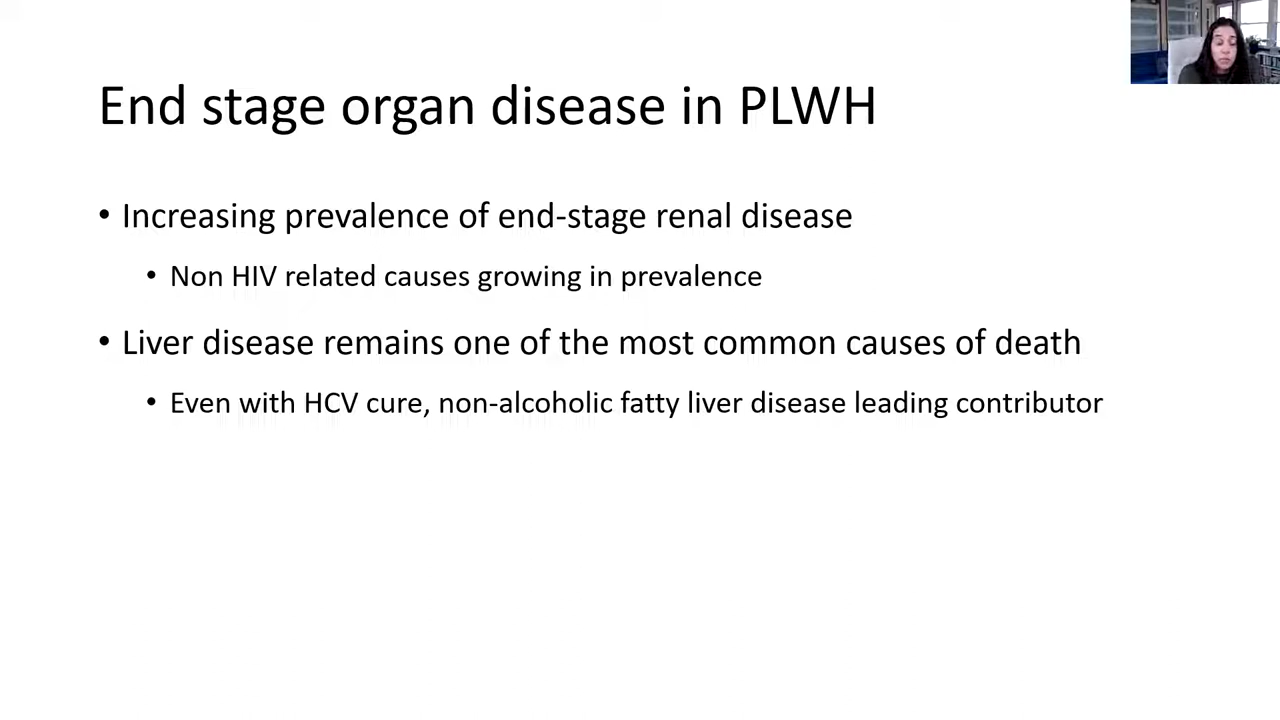 End stage organ disease in PLWH
• Increasing prevalence of end-stage renal disease
• Non HIV related causes growing in prevalence
• Liver disease remains one of the most common causes of death
• Even with HCV cure, non-alcoholic fatty liver disease leading contributor